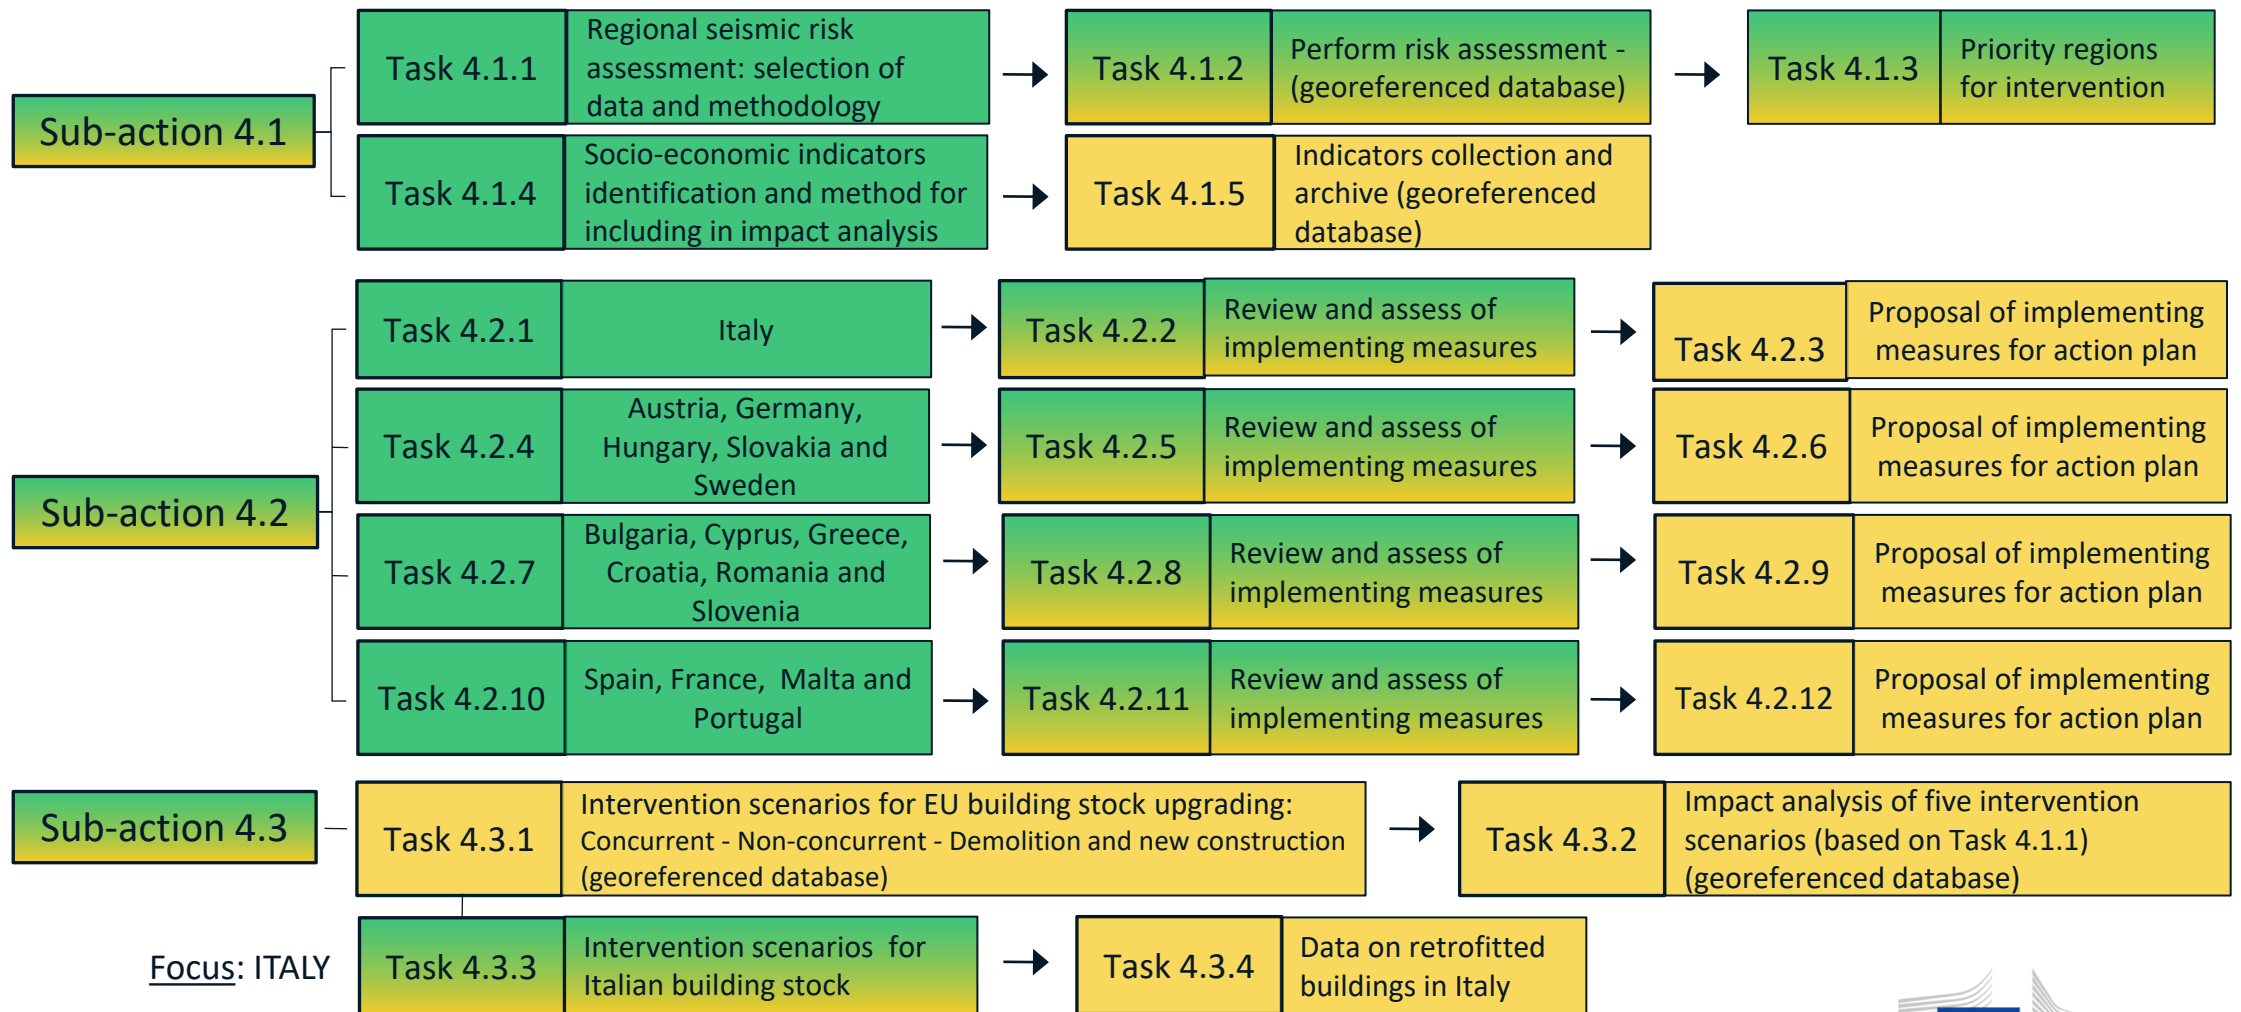 Sub-action 4.1
Task 4.1.1
Regional seismic risk
assessment: selection of
data and methodology
Task 4.1.2
Perform risk assessment -
(georeferenced database)
Task 4.1.3
Priority regions
for intervention
Task 4.1.4
Socio-economic indicators
identification and method for
including in impact analysis
Task 4.1.5
Indicators collection and
archive (georeferenced
database)
Sub-action 4.2
Task 4.2.1
Italy
Task 4.2.2
Review and assess of
implementing measures
Task 4.2.3
Proposal of implementing
measures for action plan
Task 4.2.4
Austria, Germany,
Hungary, Slovakia and
Sweden
Task 4.2.5
Review and assess of
implementing measures
Task 4.2.6
Proposal of implementing
measures for action plan
Task 4.2.7
Bulgaria, Cyprus, Greece,
Croatia, Romania and
Slovenia
Task 4.2.8
Review and assess of
implementing measures
Task 4.2.9
Proposal of implementing
measures for action plan
Task 4.2.10
Spain, France, Malta and
Portugal
Task 4.2.11
Review and assess of
implementing measures
Task 4.2.12
Proposal of implementing
measures for action plan
Sub-action 4.3
Task 4.3.1
Intervention scenarios for EU building stock upgrading:
Concurrent - Non-concurrent - Demolition and new construction
(georeferenced database)
Task 4.3.2
Impact analysis of five intervention
scenarios (based on Task 4.1.1)
(georeferenced database)
Focus: ITALY
Task 4.3.3
Intervention scenarios for
Italian building stock
Task 4.3.4
Data on retrofitted
buildings in Italy